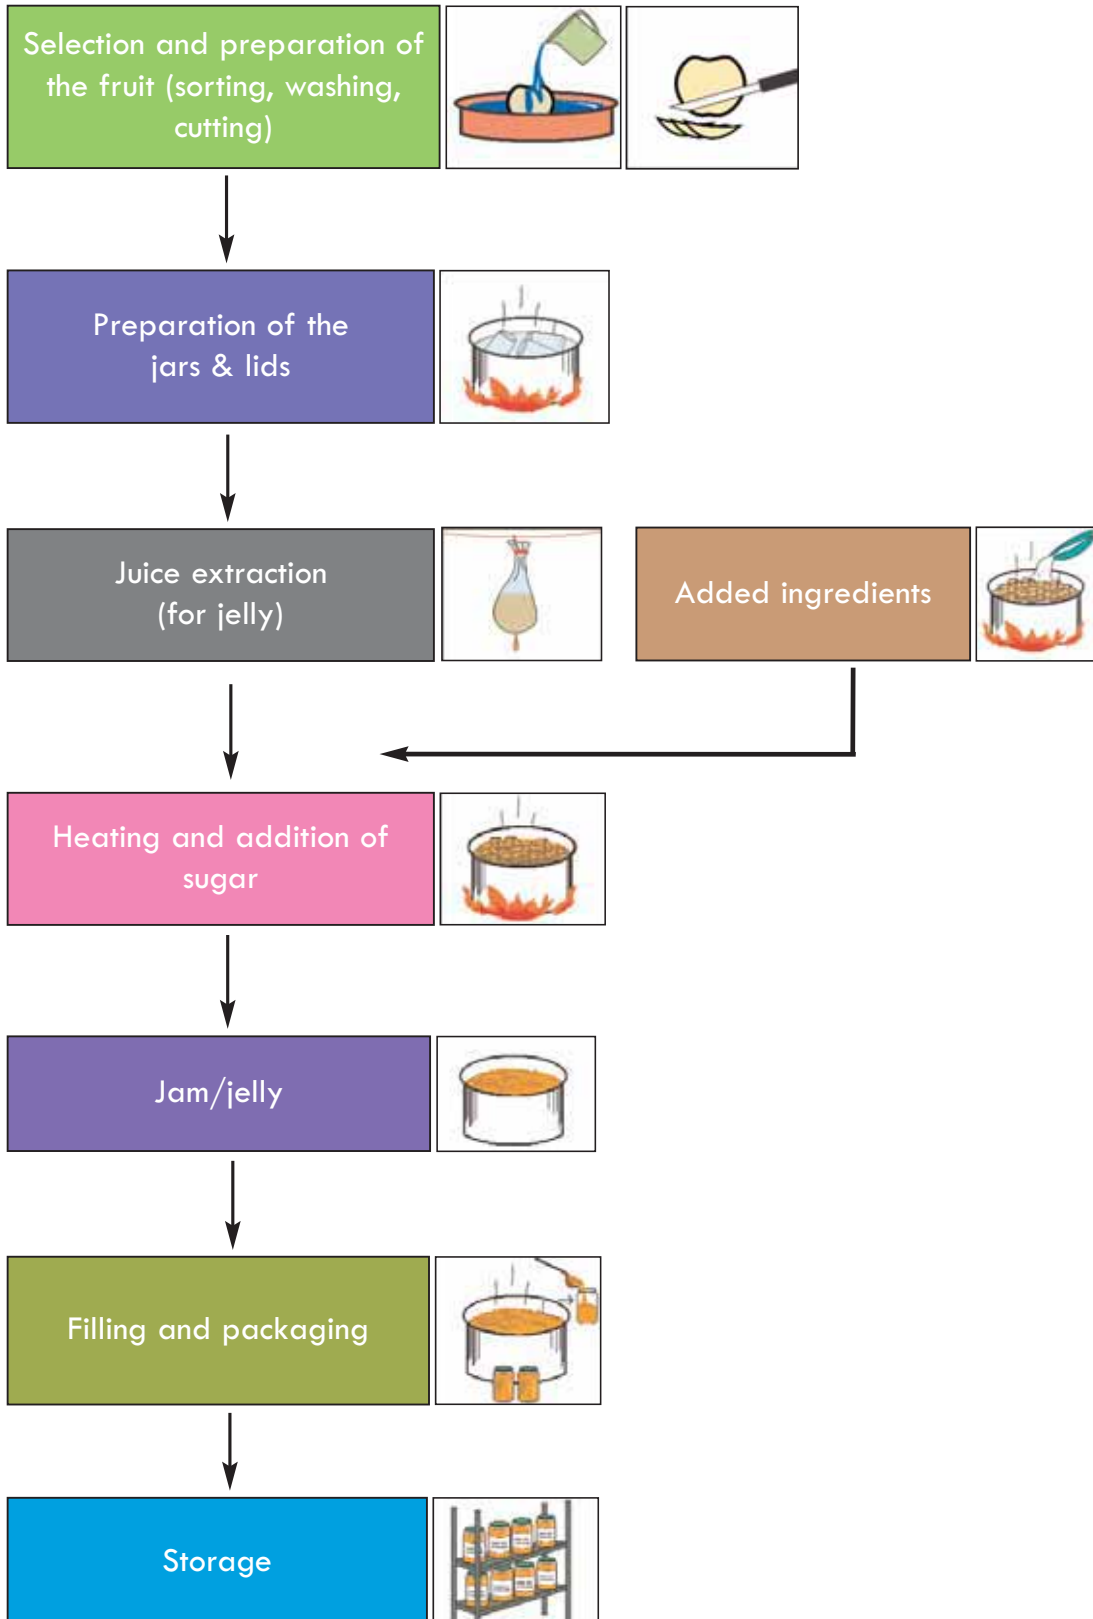 Selection and preparation of
the fruit (sorting, washing,
cutting)
Preparation of the
jars & lids
Juice extraction
(for jelly)
Added ingredients
Heating and addition of
sugar
Jam/jelly
Filling and packaging
Storage